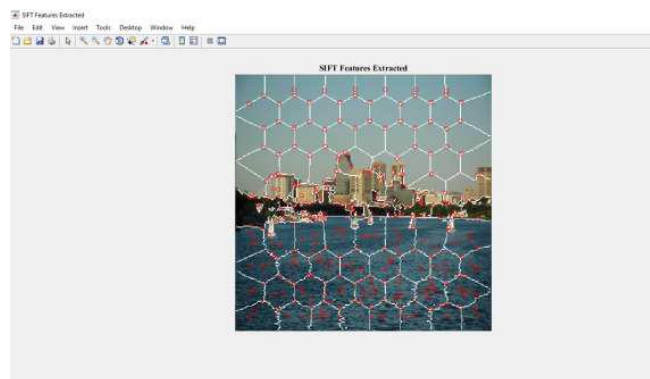 SIFT Features Extracted
File Edit View Insert Tools Desktop Window Help
SIFT Features Extracted